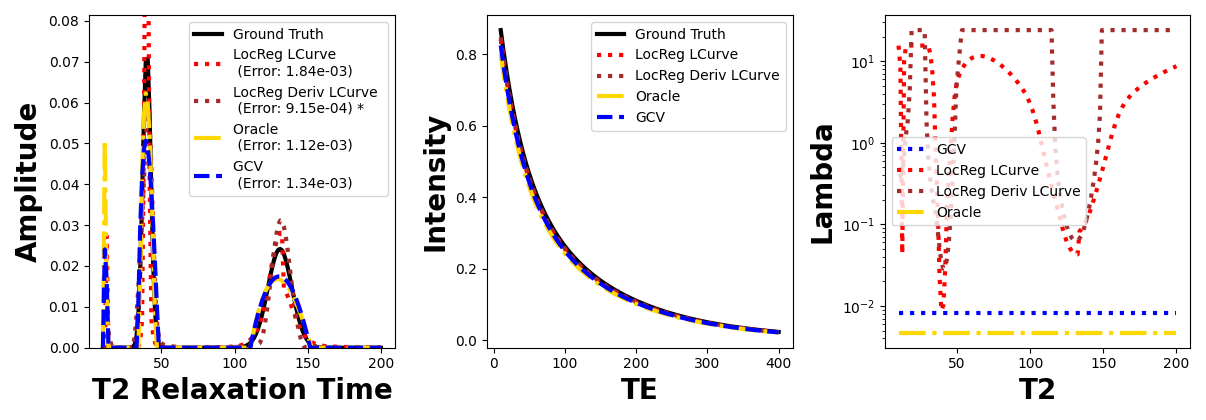 Amplitude
0.08
0.07
0.06
0.05
0.04
0.03
0.02
0.01
0.00
50
100
150
200
T2 Relaxation Time
Ground Truth
LocReg LCurve
(Error: 1.84e-03)
LocReg Deriv LCurve
(Error: 9.15e-04) *
Oracle
(Error: 1.12e-03)
GCV
(Error: 1.34e-03)
Intensity
0.8
0.6
0.4
0.2
0.0
0
100
200
300
400
TE
Ground Truth
LocReg LCurve
LocReg Deriv LCurve
Oracle
GCV
Lambda
10¹
10⁰
10⁻¹
10⁻²
50
100
150
200
T2
GCV
LocReg LCurve
LocReg Deriv LCurve
Oracle